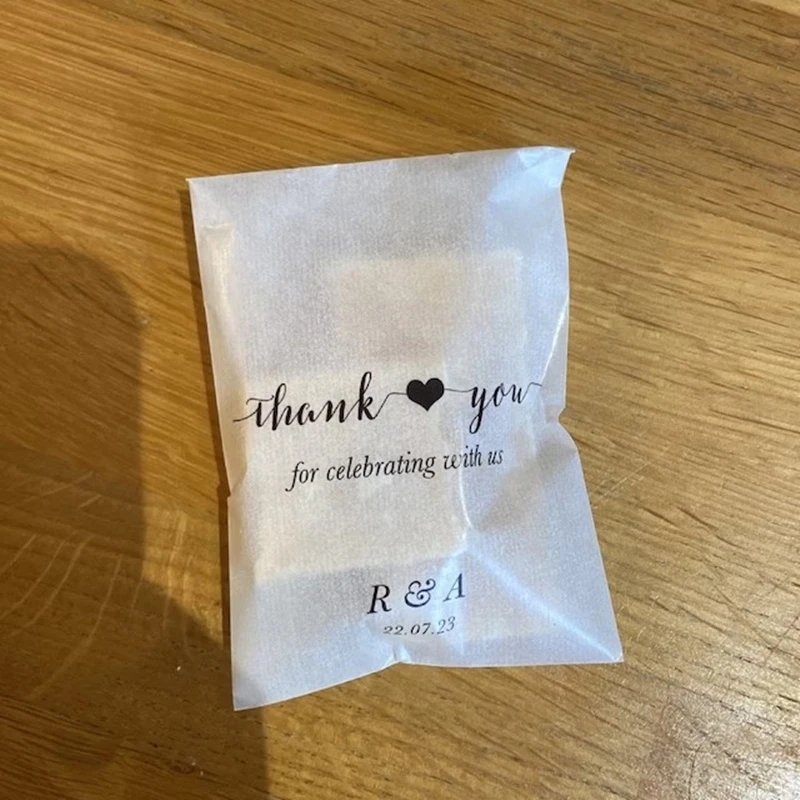 thank ♥ you
for celebrating with us
R & A
22.07.23